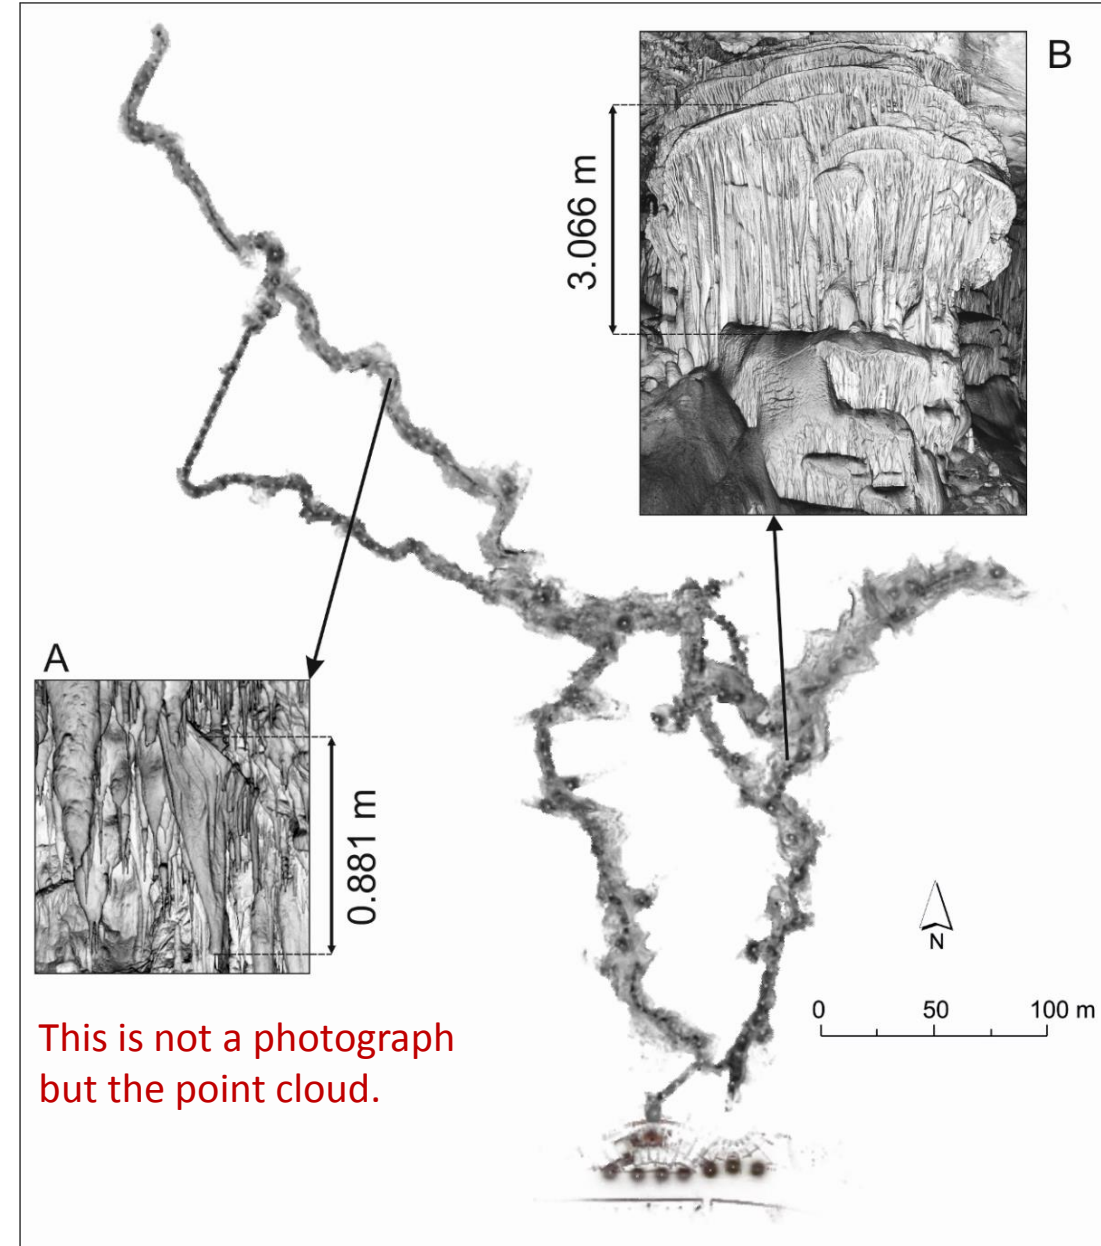 B
3.066 m
A
0.881 m
N
0 50 100 m
This is not a photograph
but the point cloud.